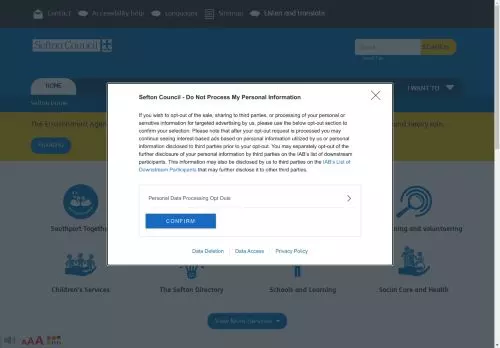 Contact Accessibility help Languages Sitemap Listen and translate
Sefton Council
SEARCH
HOME
I WANT TO
Sefton Council - Do Not Process My Personal Information
If you wish to opt-out of the sale, sharing to third parties, or processing of your personal or
sensitive information for targeted advertising by us, please use the below opt-out section to
confirm your selection. Please note that after your opt-out request is processed you may
continue seeing interest-based ads based on personal information utilized by us or personal
information disclosed to third parties prior to your opt-out. You may separately opt-out of the
further disclosure of your personal information by third parties on the IAB's list of downstream
participants. This information may also be disclosed by us to third parties on the IAB's List of
Downstream Participants that may further disclose it to other third parties.
Personal Data Processing Opt Outs
CONFIRM
Data Deletion Data Access Privacy Policy
The Environment
Southport Together
and volunteering
Children's Services The Sefton Directory Schools and Learning Social Care and Health
View More Services
AAA